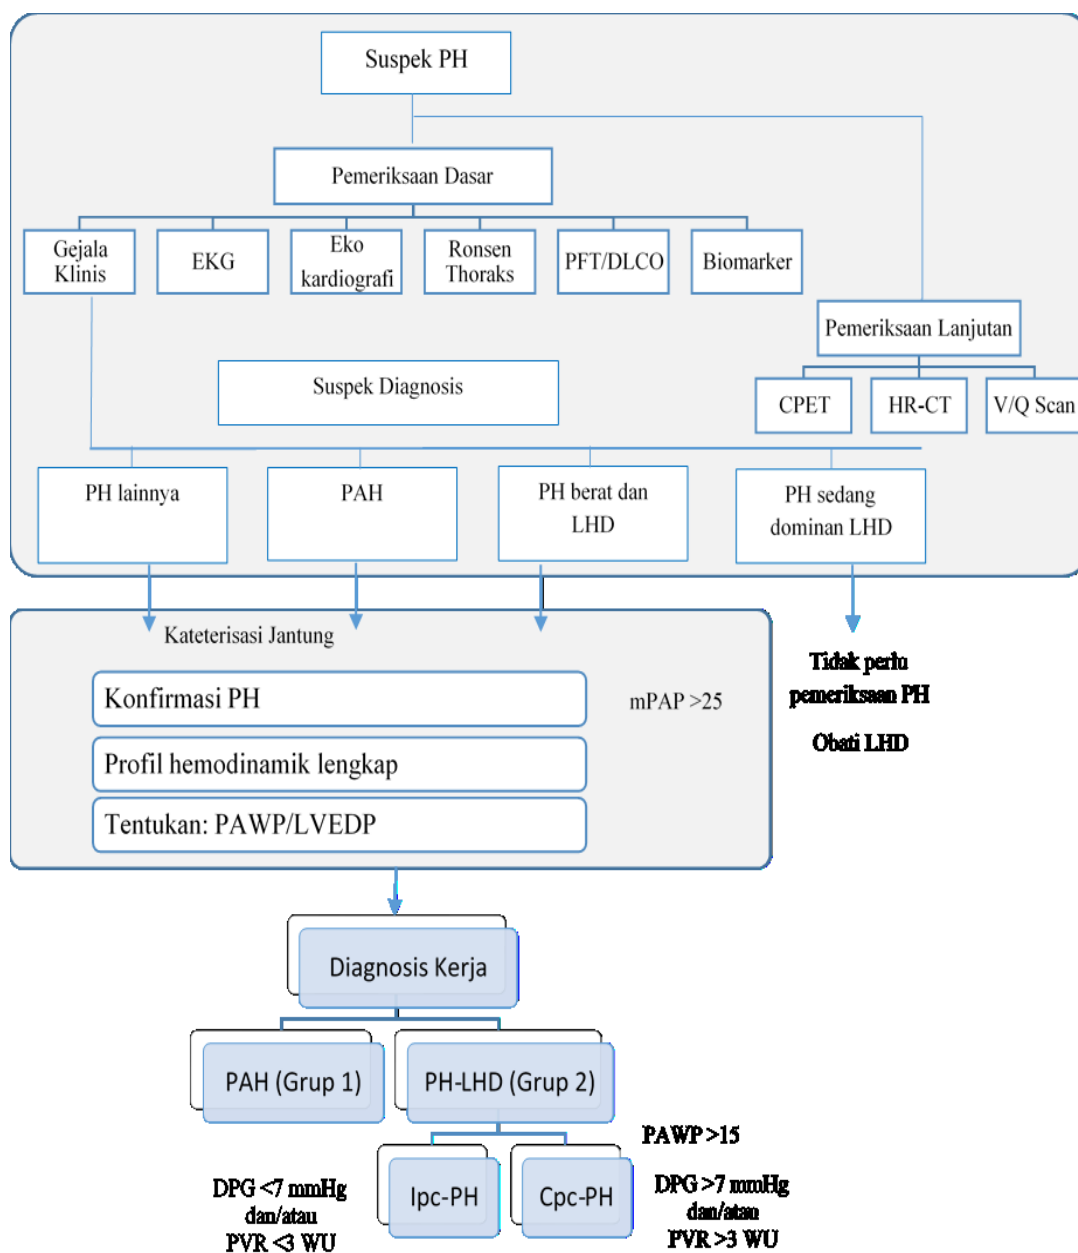 Suspek PH
Pemeriksaan Dasar
Gejala
Klinis
EKG
Eko
kardiografi
Ronsen
Thoraks
PFT/DLCO
Biomarker
Pemeriksaan Lanjutan
CPET
HR-CT
V/Q Scan
Suspek Diagnosis
PH lainnya
PAH
PH berat dan
LHD
PH sedang
dominan LHD
Kateterisasi Jantung
Konfirmasi PH
mPAP >25
Profil hemodinamik lengkap
Tentukan: PAWP/LVEDP
Tidak perlu
pemeriksaan PH
Obati LHD
Diagnosis Kerja
PAH (Grup 1)
PH-LHD (Grup 2)
PAWP >15
DPG <7 mmHg
dan/atau
PVR <3 WU
Ipc-PH
Cpc-PH
DPG >7 mmHg
dan/atau
PVR >3 WU